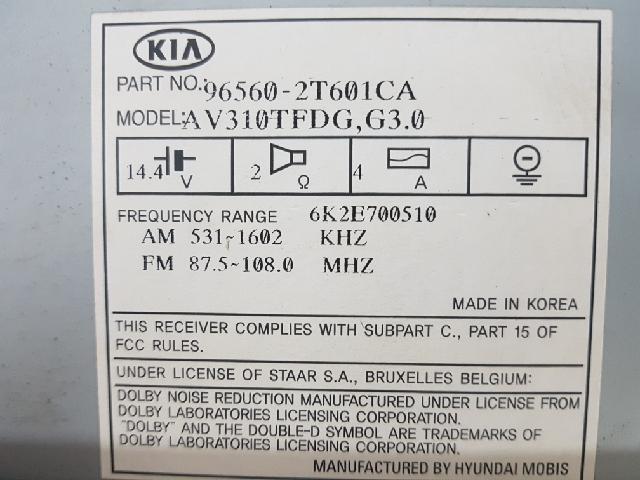 KIA
PART NO.: 96560-2T601CA
MODEL: AV310TFDG,G3.0
14.4 V 2 Ω 4 A
FREQUENCY RANGE 6K2E700510
AM 531~1602 KHZ
FM 87.5~108.0 MHZ
MADE IN KOREA
THIS RECEIVER COMPLIES WITH SUBPART C., PART 15 OF
FCC RULES.
UNDER LICENSE OF STAAR S.A., BRUXELLES BELGIUM:
DOLBY NOISE REDUCTION MANUFACTURED UNDER LICENSE FROM
DOLBY LABORATORIES LICENSING CORPORATION.
"DOLBY" AND THE DOUBLE-D SYMBOL ARE TRADEMARKS OF
DOLBY LABORATORIES LICENSING CORPORATION.
MANUFACTURED BY HYUNDAI MOBIS